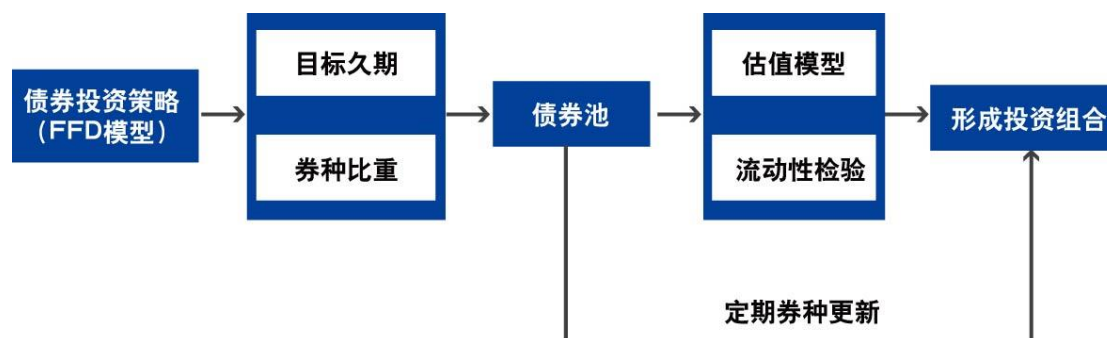 债券投资策略
（FFD模型）
目标久期
券种比重
债券池
估值模型
流动性检验
形成投资组合
定期券种更新